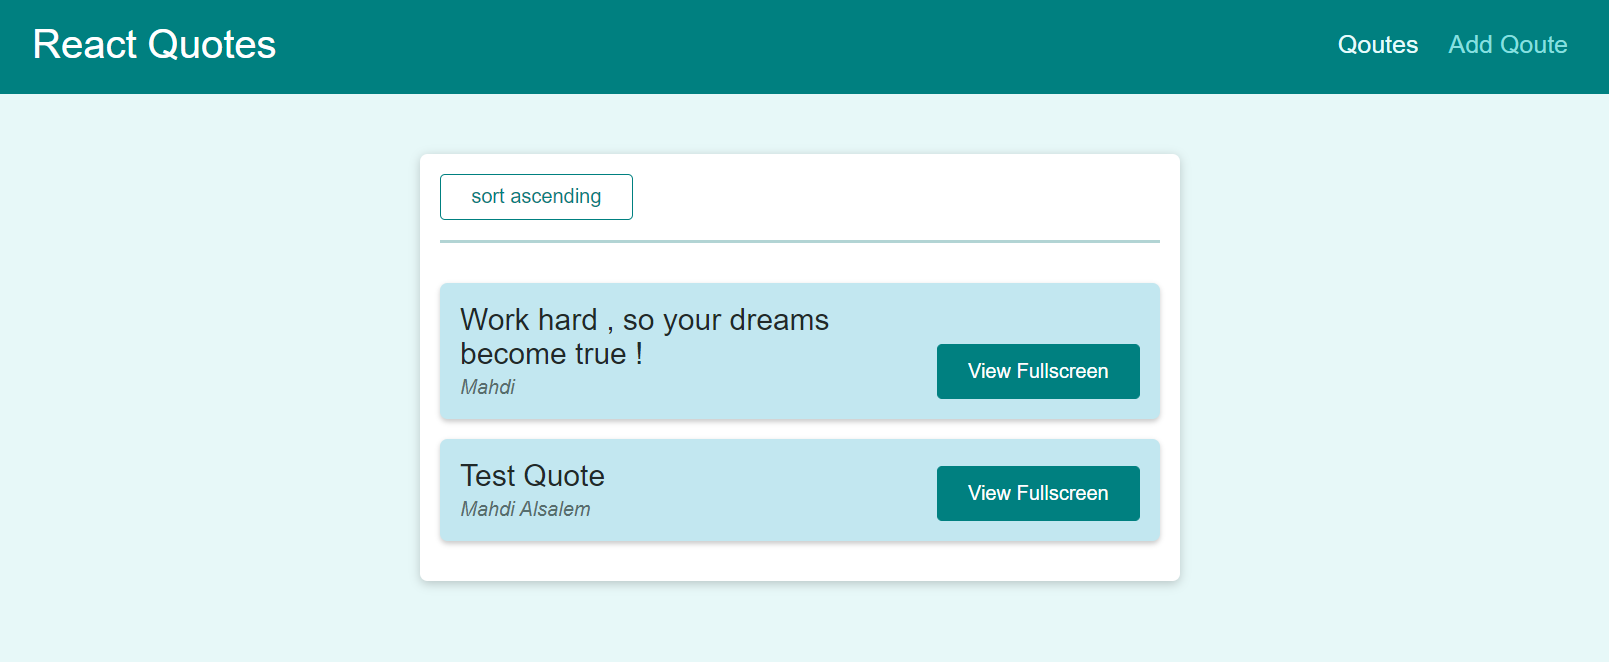 React Quotes
Qoutes Add Qoute
sort ascending
Work hard , so your dreams
become true !
Mahdi
View Fullscreen
Test Quote
Mahdi Alsalem
View Fullscreen